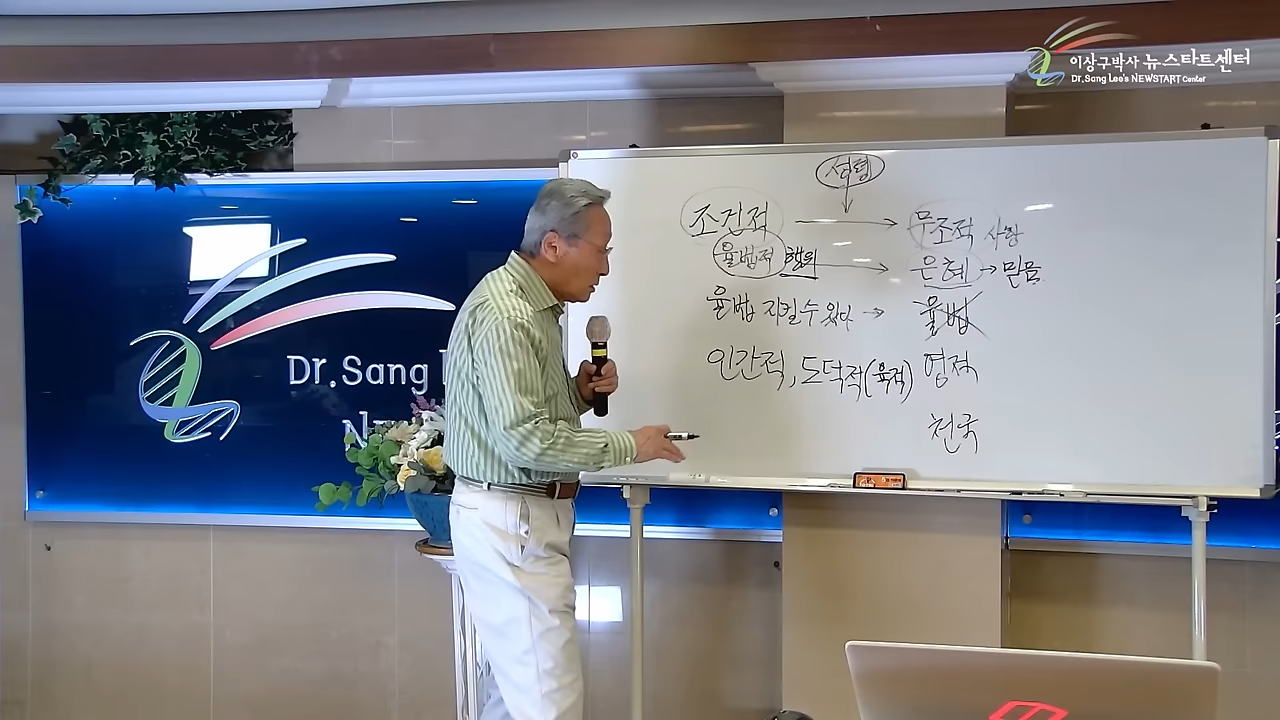 이상구박사 뉴스타트센터
Dr.Sang Lee's NEWSTART Center
성령
조건적 → 무조적 사랑
율법적 행위 → 은혜 → 믿음
율법 지킬 수 있다 → 율법
인간적, 도덕적(육적) 영적
천국
Dr.Sang